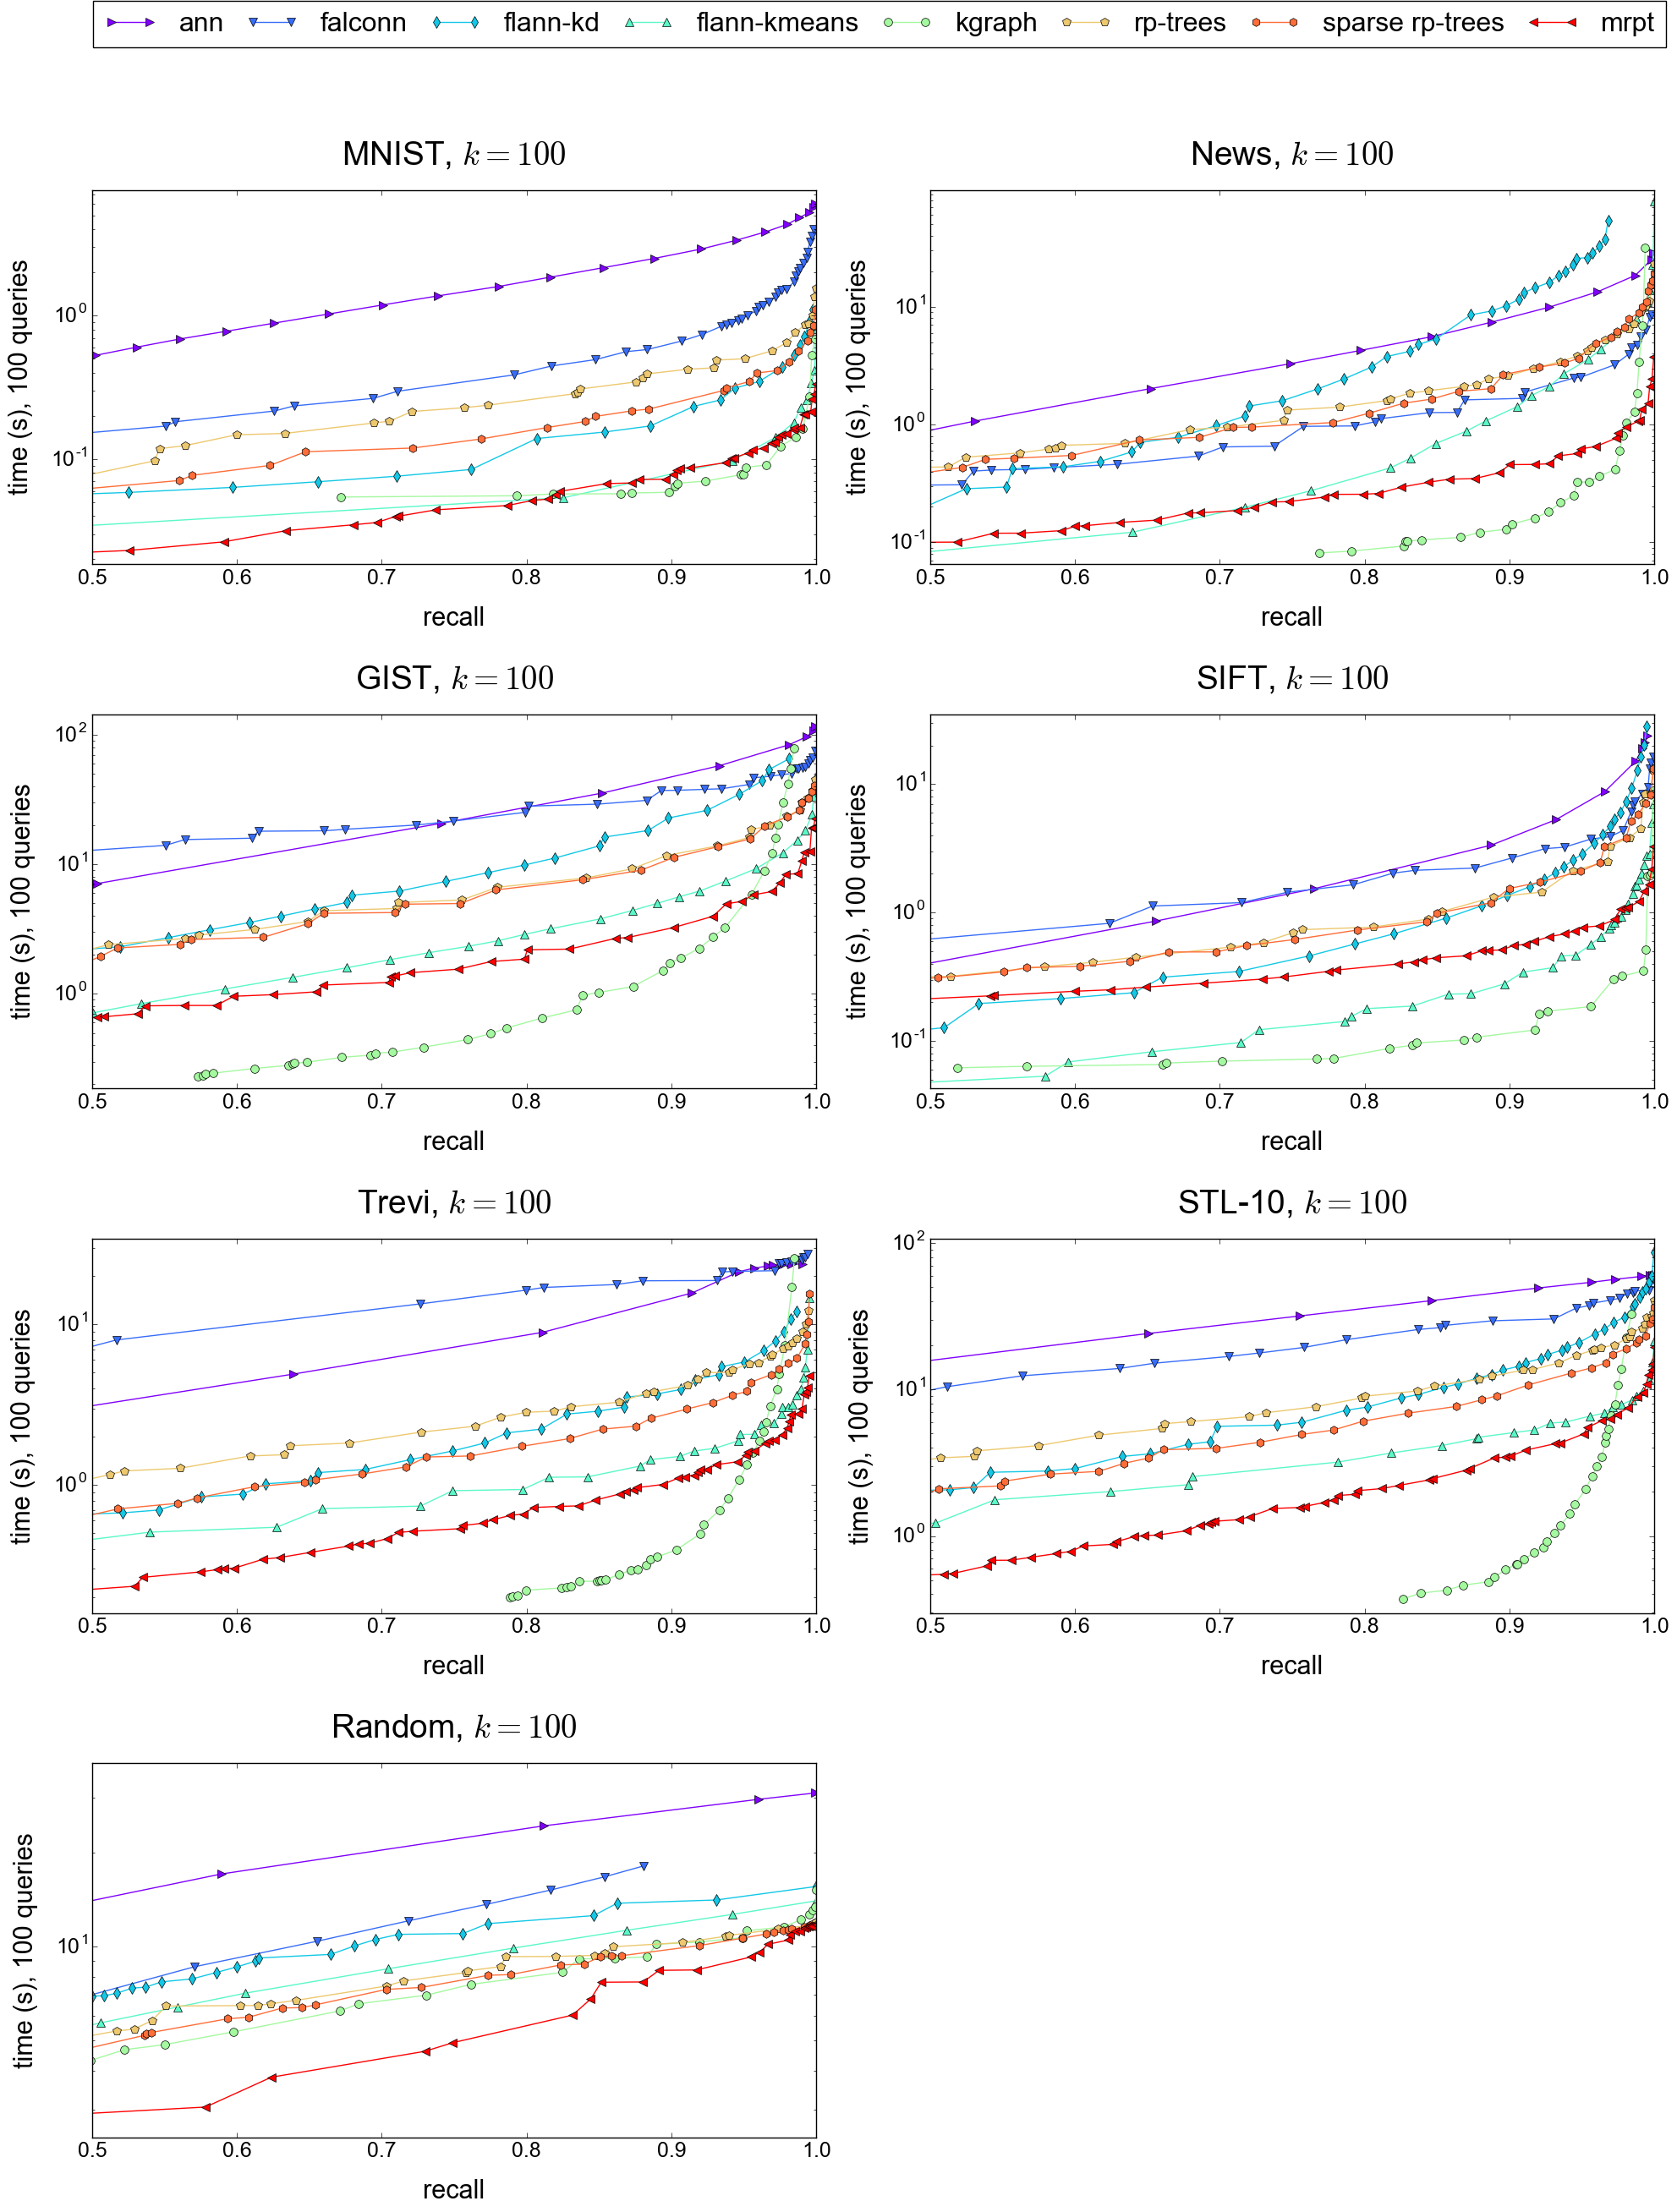 ann falconn flann-kd flann-kmeans kgraph rp-trees sparse rp-trees mrpt
MNIST, k = 100
time (s), 100 queries
10^0
10^-1
0.5 0.6 0.7 0.8 0.9 1.0
recall
News, k = 100
time (s), 100 queries
10^1
10^0
10^-1
0.5 0.6 0.7 0.8 0.9 1.0
recall
GIST, k = 100
time (s), 100 queries
10^2
10^1
10^0
0.5 0.6 0.7 0.8 0.9 1.0
recall
SIFT, k = 100
time (s), 100 queries
10^1
10^0
10^-1
0.5 0.6 0.7 0.8 0.9 1.0
recall
Trevi, k = 100
time (s), 100 queries
10^1
10^0
0.5 0.6 0.7 0.8 0.9 1.0
recall
STL-10, k = 100
time (s), 100 queries
10^2
10^1
10^0
0.5 0.6 0.7 0.8 0.9 1.0
recall
Random, k = 100
time (s), 100 queries
10^1
0.5 0.6 0.7 0.8 0.9 1.0
recall